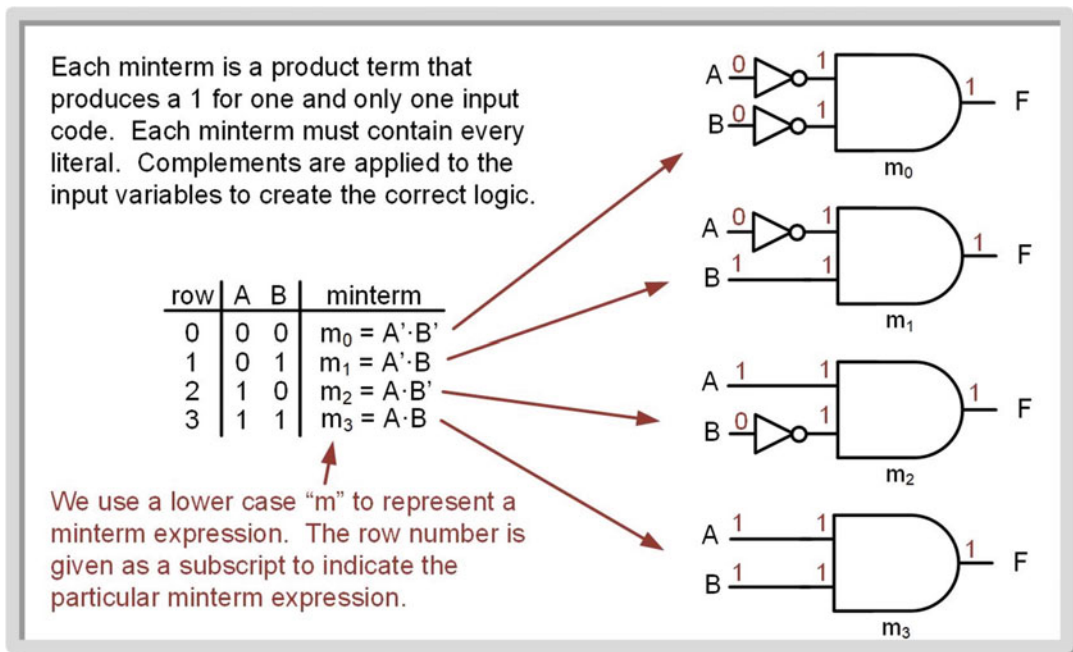 Each minterm is a product term that
produces a 1 for one and only one input
code.  Each minterm must contain every
literal.  Complements are applied to the
input variables to create the correct logic.
row A B minterm
0 0 0 m₀ = A’·B’
1 0 1 m₁ = A’·B
2 1 0 m₂ = A·B’
3 1 1 m₃ = A·B
We use a lower case “m” to represent a
minterm expression.  The row number is
given as a subscript to indicate the
particular minterm expression.
A 0 1
B 0 1
1 F
m₀
A 0 1
B 1 1
1 F
m₁
A 1 1
B 0 1
1 F
m₂
A 1 1
B 1 1
1 F
m₃